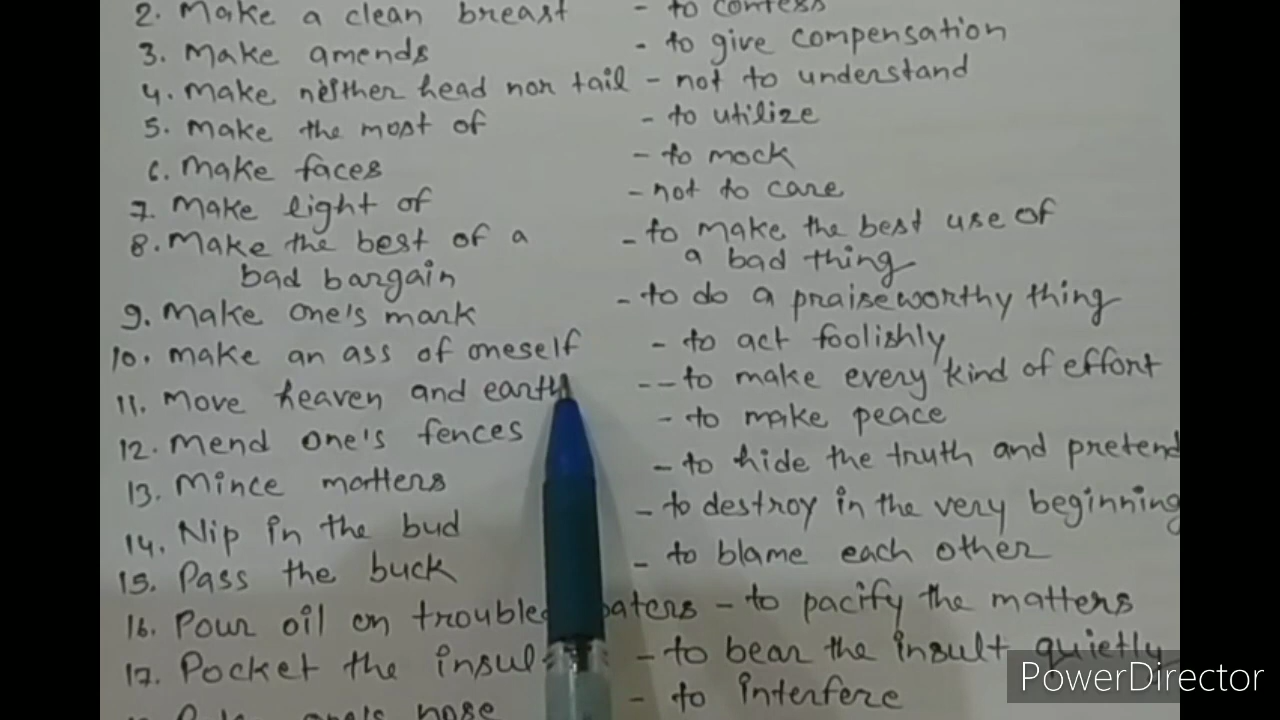 2. Make a clean breast - to confess
3. Make amends - to give compensation
4. Make neither head nor tail - not to understand
5. Make the most of - to utilize
6. Make faces - to mock
7. Make light of - not to care
8. Make the best of a - to make the best use of
bad bargain a bad thing
9. Make one's mark - to do a praiseworthy thing
10. make an ass of oneself - to act foolishly
11. Move heaven and earth -- to make every kind of effort
12. Mend one's fences - to make peace
13. Mince matters - to hide the truth and pretend
14. Nip in the bud - to destroy in the very beginning
15. Pass the buck - to blame each other
16. Pour oil on troubled waters - to pacify the matters
17. Pocket the insult - to bear the insult quietly
one's nose - to interfere
PowerDirector